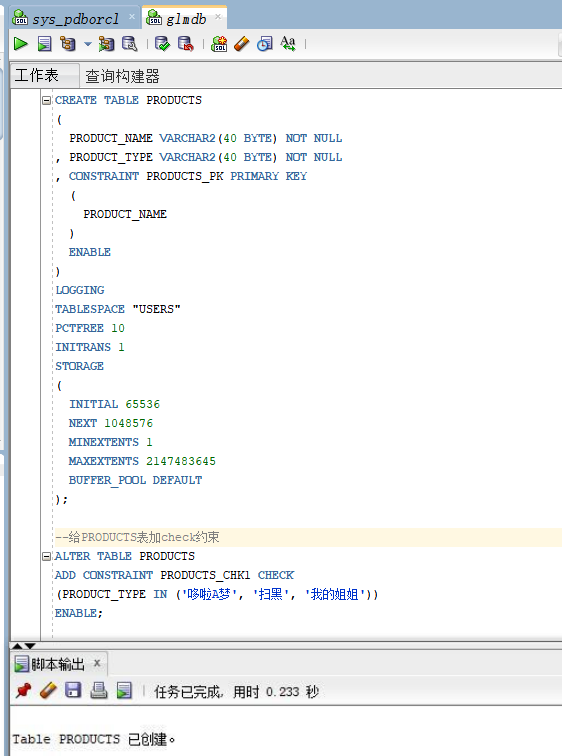 sys_pdborcl
glmdb
工作表 查询构建器
CREATE TABLE PRODUCTS
(
PRODUCT_NAME VARCHAR2(40 BYTE) NOT NULL
, PRODUCT_TYPE VARCHAR2(40 BYTE) NOT NULL
, CONSTRAINT PRODUCTS_PK PRIMARY KEY
(
PRODUCT_NAME
)
ENABLE
)
LOGGING
TABLESPACE "USERS"
PCTFREE 10
INITRANS 1
STORAGE
(
INITIAL 65536
NEXT 1048576
MINEXTENTS 1
MAXEXTENTS 2147483645
BUFFER_POOL DEFAULT
);
--给PRODUCTS表加check约束
ALTER TABLE PRODUCTS
ADD CONSTRAINT PRODUCTS_CHK1 CHECK
(PRODUCT_TYPE IN ('哆啦A梦', '扫黑', '我的姐姐'))
ENABLE;
脚本输出
任务已完成, 用时 0.233 秒
Table PRODUCTS 已创建。